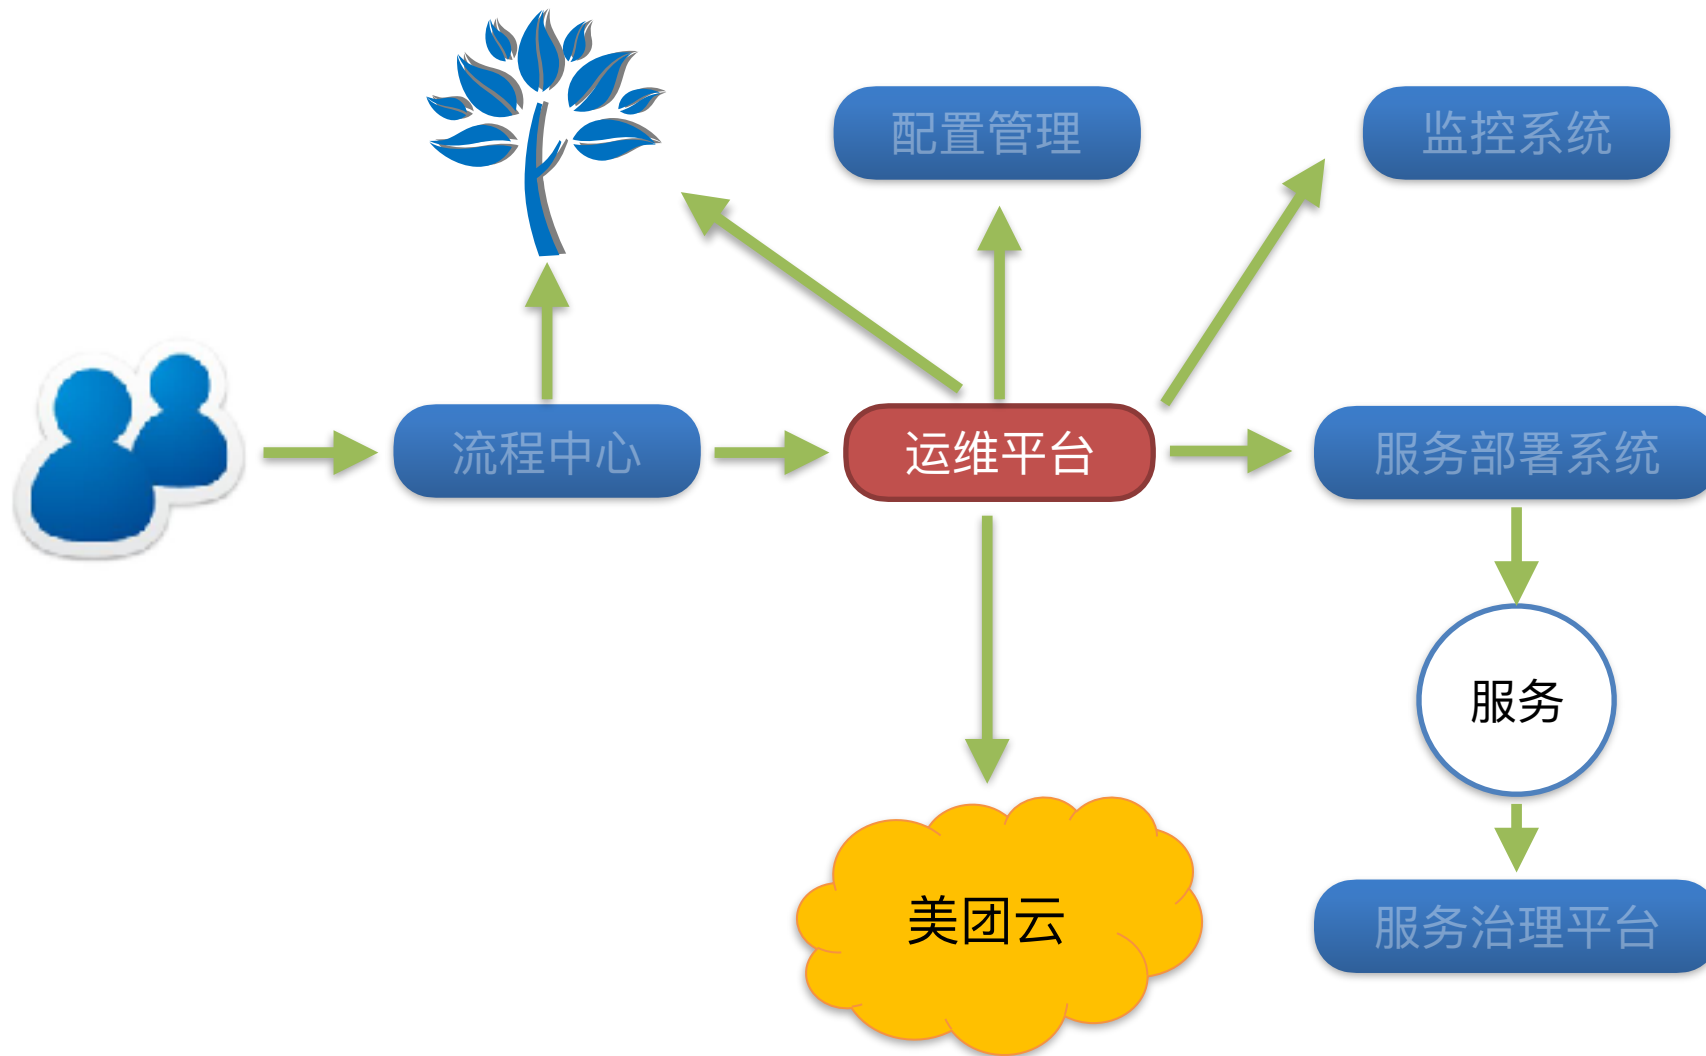 配置管理
监控系统
流程中心
运维平台
服务部署系统
服务
美团云
服务治理平台